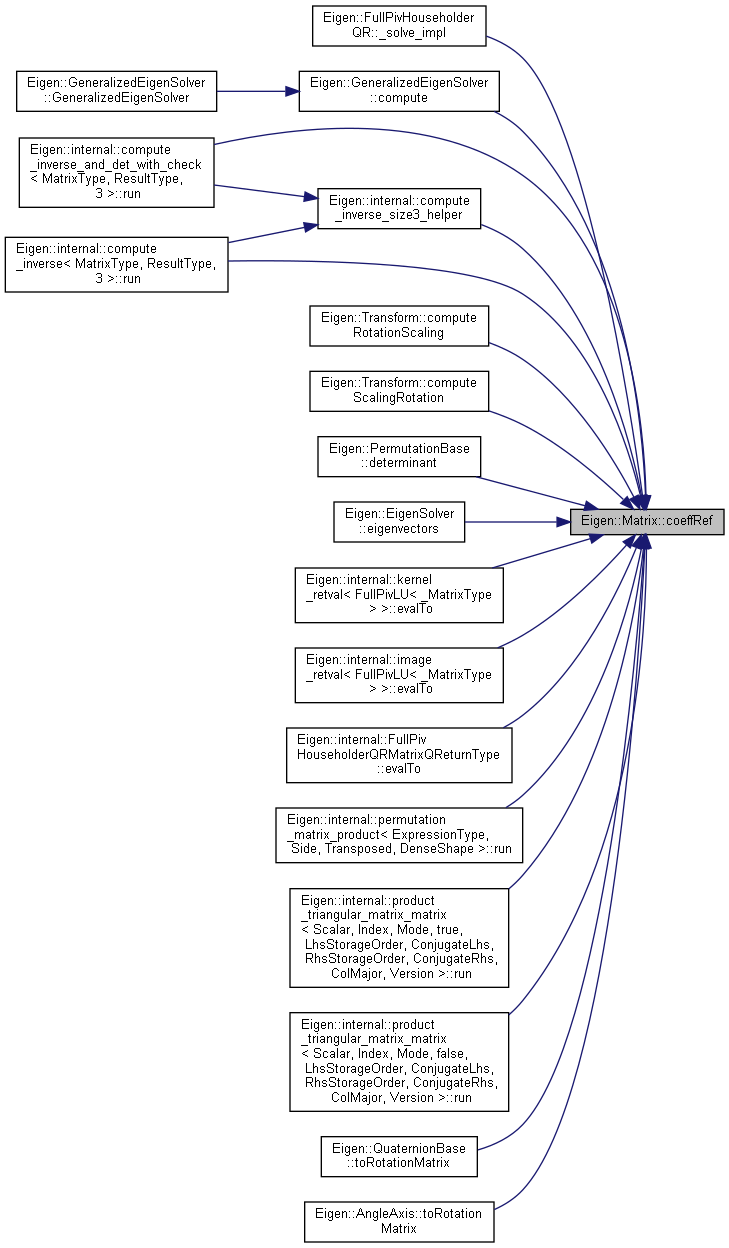 Eigen::FullPivHouseholder
QR::_solve_impl
Eigen::GeneralizedEigenSolver
::GeneralizedEigenSolver
Eigen::GeneralizedEigenSolver
::compute
Eigen::internal::compute
_inverse_and_det_with_check
< MatrixType, ResultType,
3 >::run
Eigen::internal::compute
_inverse_size3_helper
Eigen::internal::compute
_inverse< MatrixType, ResultType,
3 >::run
Eigen::Transform::compute
RotationScaling
Eigen::Transform::compute
ScalingRotation
Eigen::PermutationBase
::determinant
Eigen::EigenSolver
::eigenvectors
Eigen::Matrix::coeffRef
Eigen::internal::kernel
_retval< FullPivLU< _MatrixType
> >::evalTo
Eigen::internal::image
_retval< FullPivLU< _MatrixType
> >::evalTo
Eigen::internal::FullPiv
HouseholderQRMatrixQReturnType
::evalTo
Eigen::internal::permutation
_matrix_product< ExpressionType,
Side, Transposed, DenseShape >::run
Eigen::internal::product
_triangular_matrix_matrix
< Scalar, Index, Mode, true,
LhsStorageOrder, ConjugateLhs,
RhsStorageOrder, ConjugateRhs,
ColMajor, Version >::run
Eigen::internal::product
_triangular_matrix_matrix
< Scalar, Index, Mode, false,
LhsStorageOrder, ConjugateLhs,
RhsStorageOrder, ConjugateRhs,
ColMajor, Version >::run
Eigen::QuaternionBase
::toRotationMatrix
Eigen::AngleAxis::toRotation
Matrix